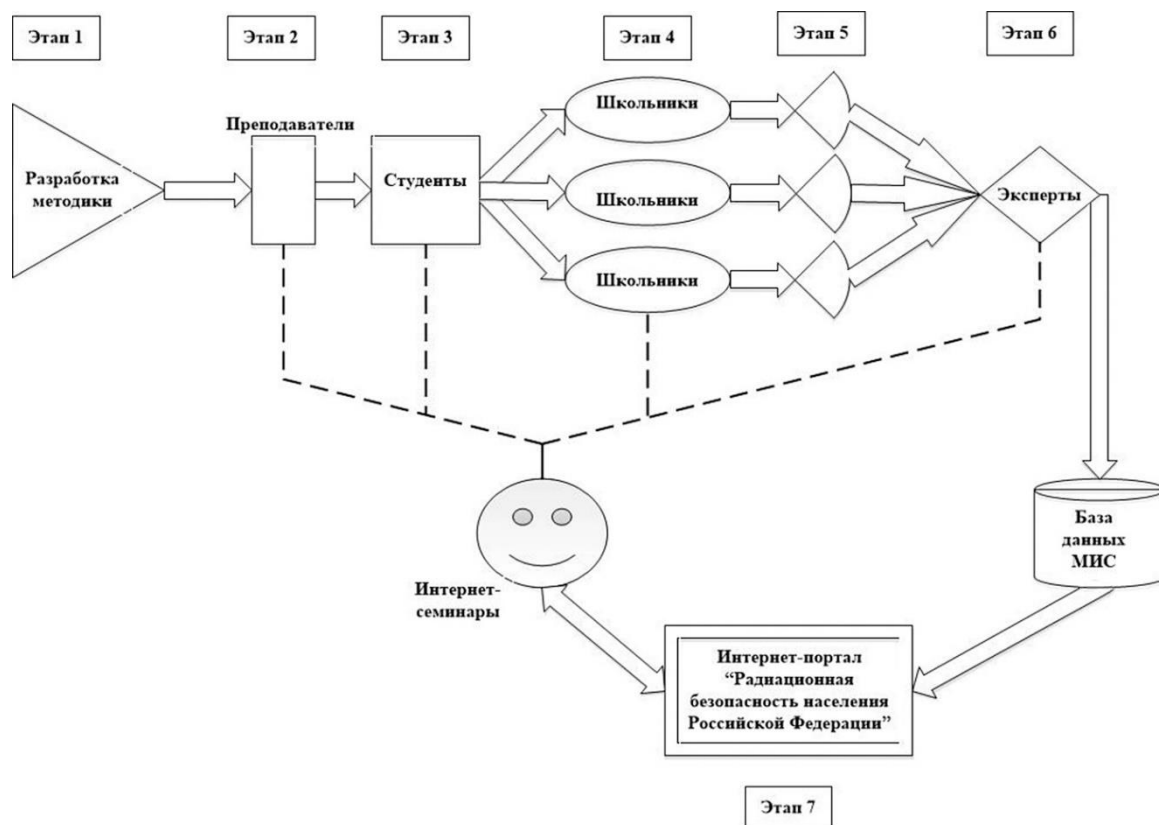 Этап 1
Этап 2
Этап 3
Этап 4
Этап 5
Этап 6
Разработка
методики
Преподаватели
Студенты
Школьники
Школьники
Школьники
Эксперты
База
данных
МИС
Интернет-
семинары
Интернет-портал
“Радиационная
безопасность населения
Российской Федерации”
Этап 7